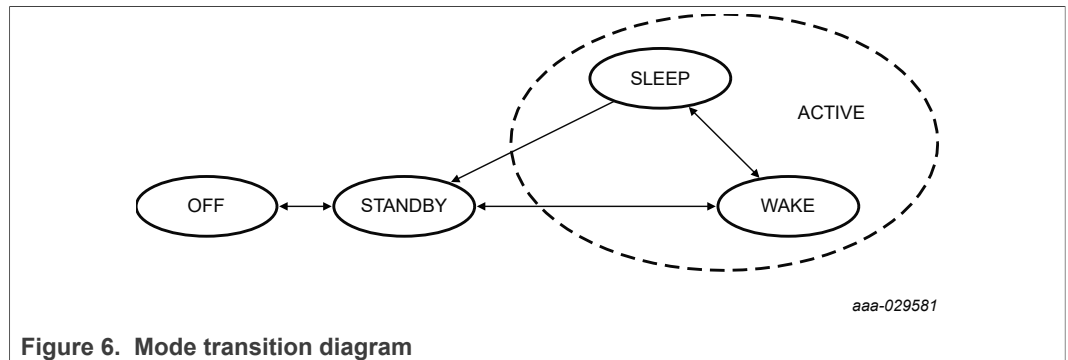 SLEEP
ACTIVE
OFF
STANDBY
WAKE
aaa-029581
Figure 6. Mode transition diagram